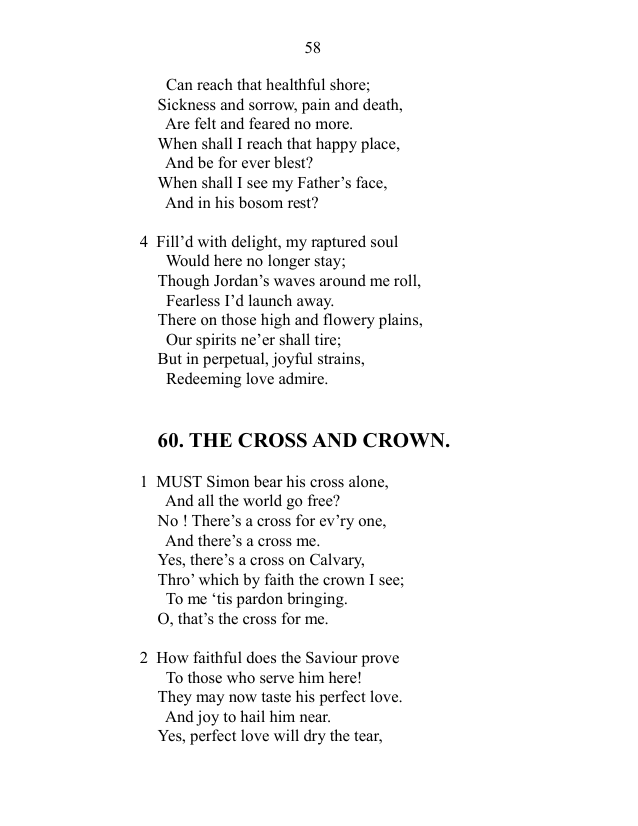 58
Can reach that healthful shore;
Sickness and sorrow, pain and death,
Are felt and feared no more.
When shall I reach that happy place,
And be for ever blest?
When shall I see my Father’s face,
And in his bosom rest?
4 Fill’d with delight, my raptured soul
Would here no longer stay;
Though Jordan’s waves around me roll,
Fearless I’d launch away.
There on those high and flowery plains,
Our spirits ne’er shall tire;
But in perpetual, joyful strains,
Redeeming love admire.
60. THE CROSS AND CROWN.
1 MUST Simon bear his cross alone,
And all the world go free?
No ! There’s a cross for ev’ry one,
And there’s a cross me.
Yes, there’s a cross on Calvary,
Thro’ which by faith the crown I see;
To me ‘tis pardon bringing.
O, that’s the cross for me.
2 How faithful does the Saviour prove
To those who serve him here!
They may now taste his perfect love.
And joy to hail him near.
Yes, perfect love will dry the tear,